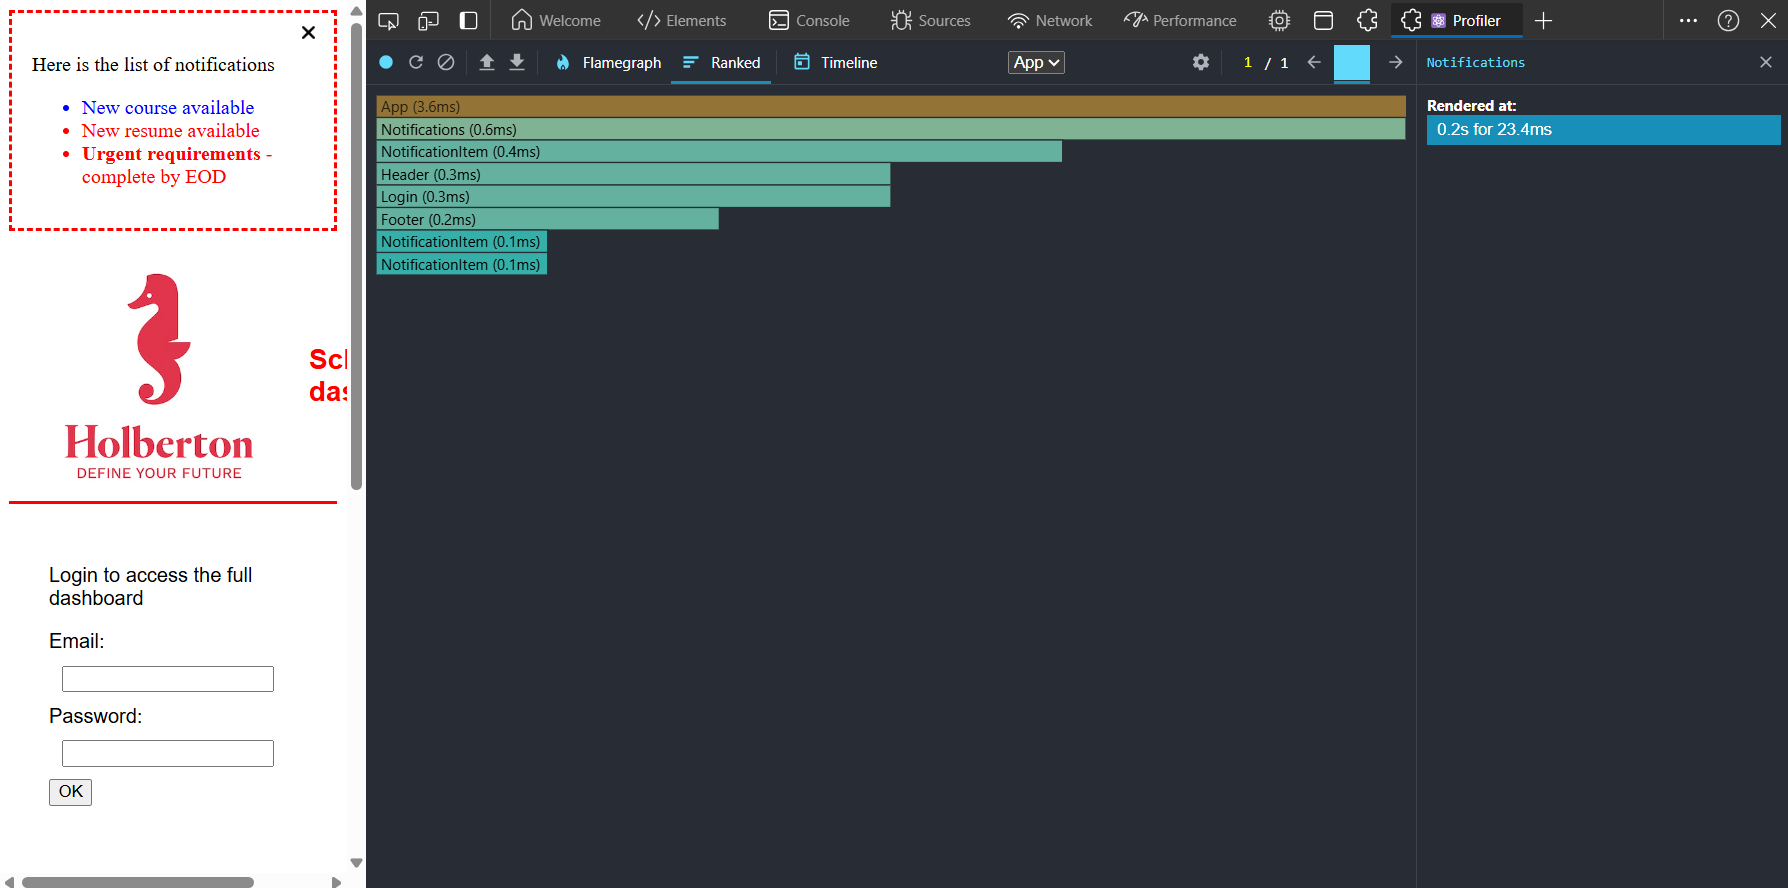 Here is the list of notifications
New course available
New resume available
Urgent requirements -
complete by EOD
Holberton
DEFINE YOUR FUTURE
Login to access the full
dashboard
Email:
Password:
OK
Welcome
Elements
Console
Sources
Network
Performance
Profiler
Flamegraph
Ranked
Timeline
App
1 / 1
App (3.6ms)
Notifications (0.6ms)
NotificationItem (0.4ms)
Header (0.3ms)
Login (0.3ms)
Footer (0.2ms)
NotificationItem (0.1ms)
NotificationItem (0.1ms)
Notifications
Rendered at:
0.2s for 23.4ms